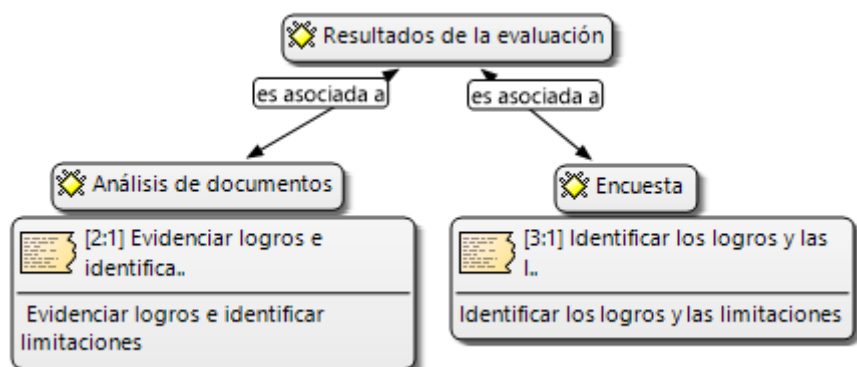 Resultados de la evaluación
es asociada a
es asociada a
Análisis de documentos
[2:1] Evidenciar logros e
identifica..
Evidenciar logros e identificar
limitaciones
Encuesta
[3:1] Identificar los logros y las
l..
Identificar los logros y las limitaciones